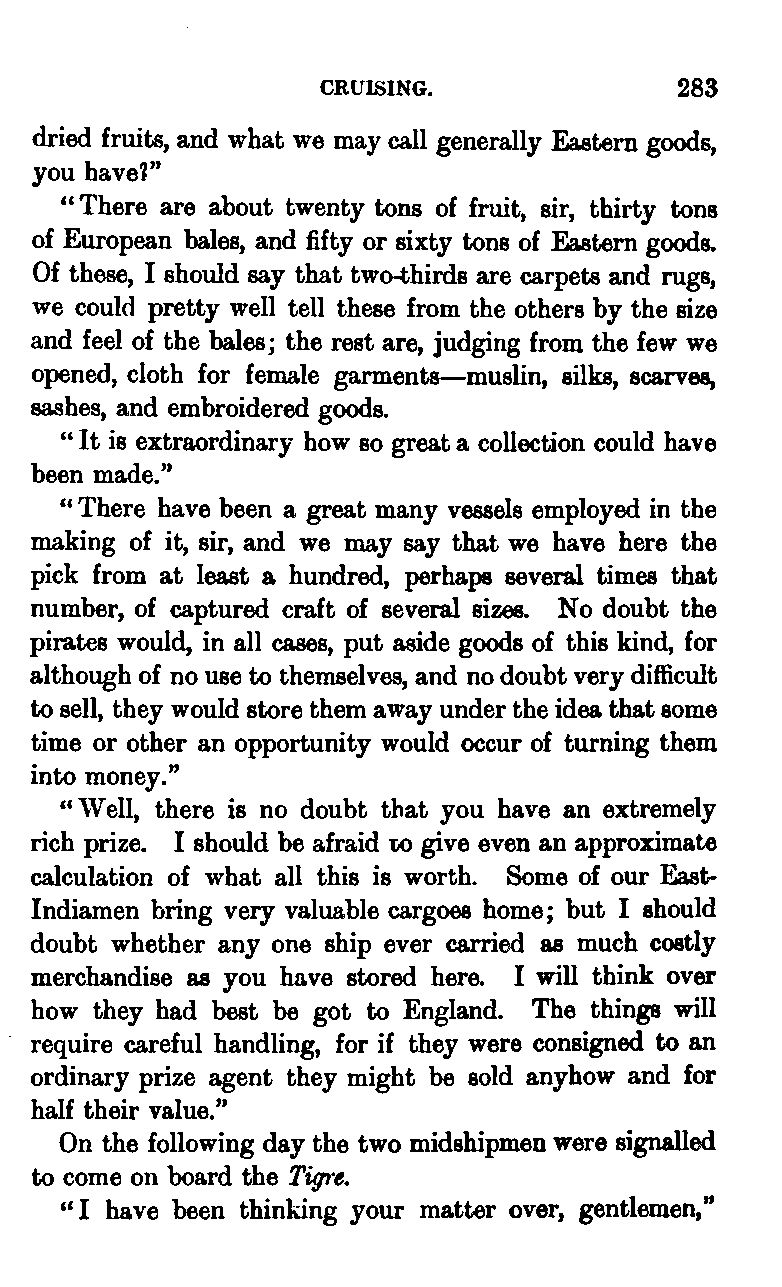 CRUISING. 283
dried fruits, and what we may call generally Eastern goods,
you have?”
“There are about twenty tons of fruit, sir, thirty tons
of European bales, and fifty or sixty tons of Eastern goods.
Of these, I should say that two-thirds are carpets and rugs,
we could pretty well tell these from the others by the size
and feel of the bales; the rest are, judging from the few we
opened, cloth for female garments—muslin, silks, scarves,
sashes, and embroidered goods.
“It is extraordinary how so great a collection could have
been made.”
“There have been a great many vessels employed in the
making of it, sir, and we may say that we have here the
pick from at least a hundred, perhaps several times that
number, of captured craft of several sizes. No doubt the
pirates would, in all cases, put aside goods of this kind, for
although of no use to themselves, and no doubt very difficult
to sell, they would store them away under the idea that some
time or other an opportunity would occur of turning them
into money.”
“Well, there is no doubt that you have an extremely
rich prize. I should be afraid to give even an approximate
calculation of what all this is worth. Some of our East-
Indiamen bring very valuable cargoes home; but I should
doubt whether any one ship ever carried as much costly
merchandise as you have stored here. I will think over
how they had best be got to England. The things will
require careful handling, for if they were consigned to an
ordinary prize agent they might be sold anyhow and for
half their value.”
On the following day the two midshipmen were signalled
to come on board the Tigre.
“I have been thinking your matter over, gentlemen,”